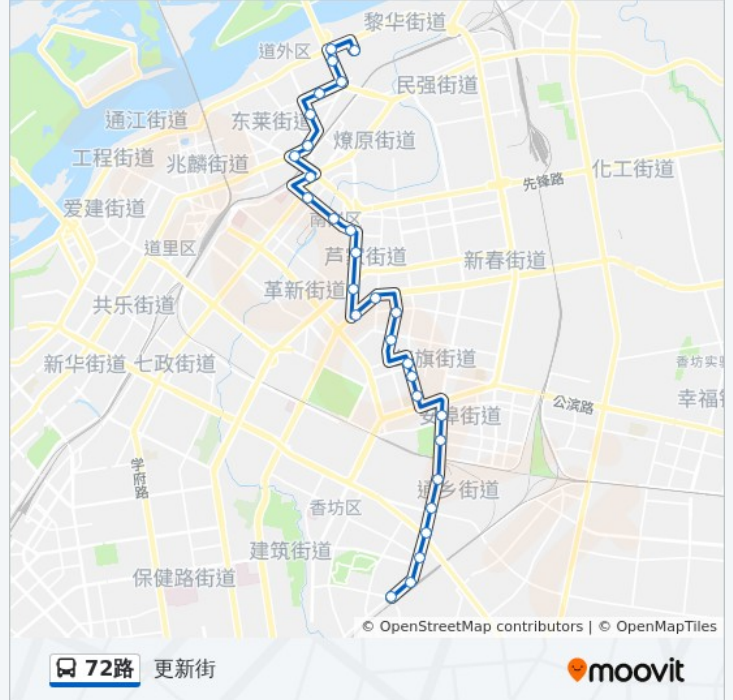 黎华街道
道外区
民强街道
通江街道
东莱街道
燎原街道
工程街道
兆麟街道
化工街道
先锋路
爱建街道
南岗区
道里区
芦家街道
新春街道
革新街道
共乐街道
新华街道
七政街道
旗街道
香坊实
幸福
公滨路
安埠街道
学府路
通乡街道
香坊区
建筑街道
保健路街道
© OpenStreetMap contributors | © OpenMapTiles
72路 更新街
moovit